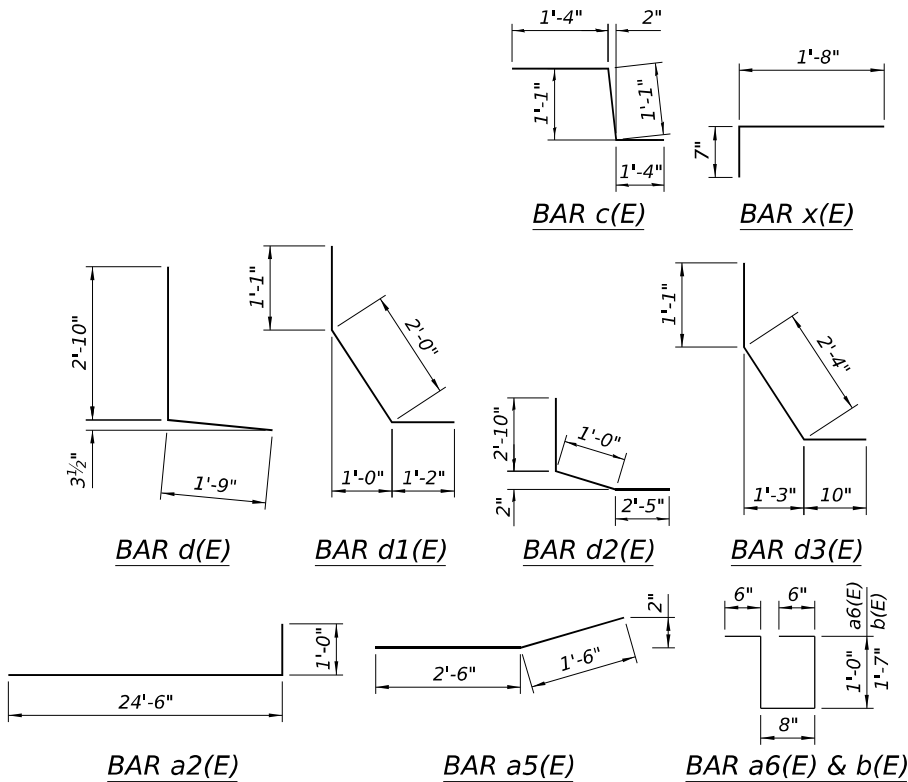 1'-4" 2"
1'-1" 1'-1"
1'-4"
BAR c(E)
1'-8"
7"
BAR x(E)
2'-10"
3½"
1'-9"
BAR d(E)
1'-1"
2'-0"
1'-0" 1'-2"
BAR d1(E)
2'-10"
1'-0"
2"
2'-5"
BAR d2(E)
1'-1"
2'-4"
1'-3" 10"
BAR d3(E)
1'-0"
24'-6"
BAR a2(E)
2"
2'-6" 1'-6"
BAR a5(E)
6" 6" a6(E) b(E)
1'-0" 1'-7"
8"
BAR a6(E) & b(E)